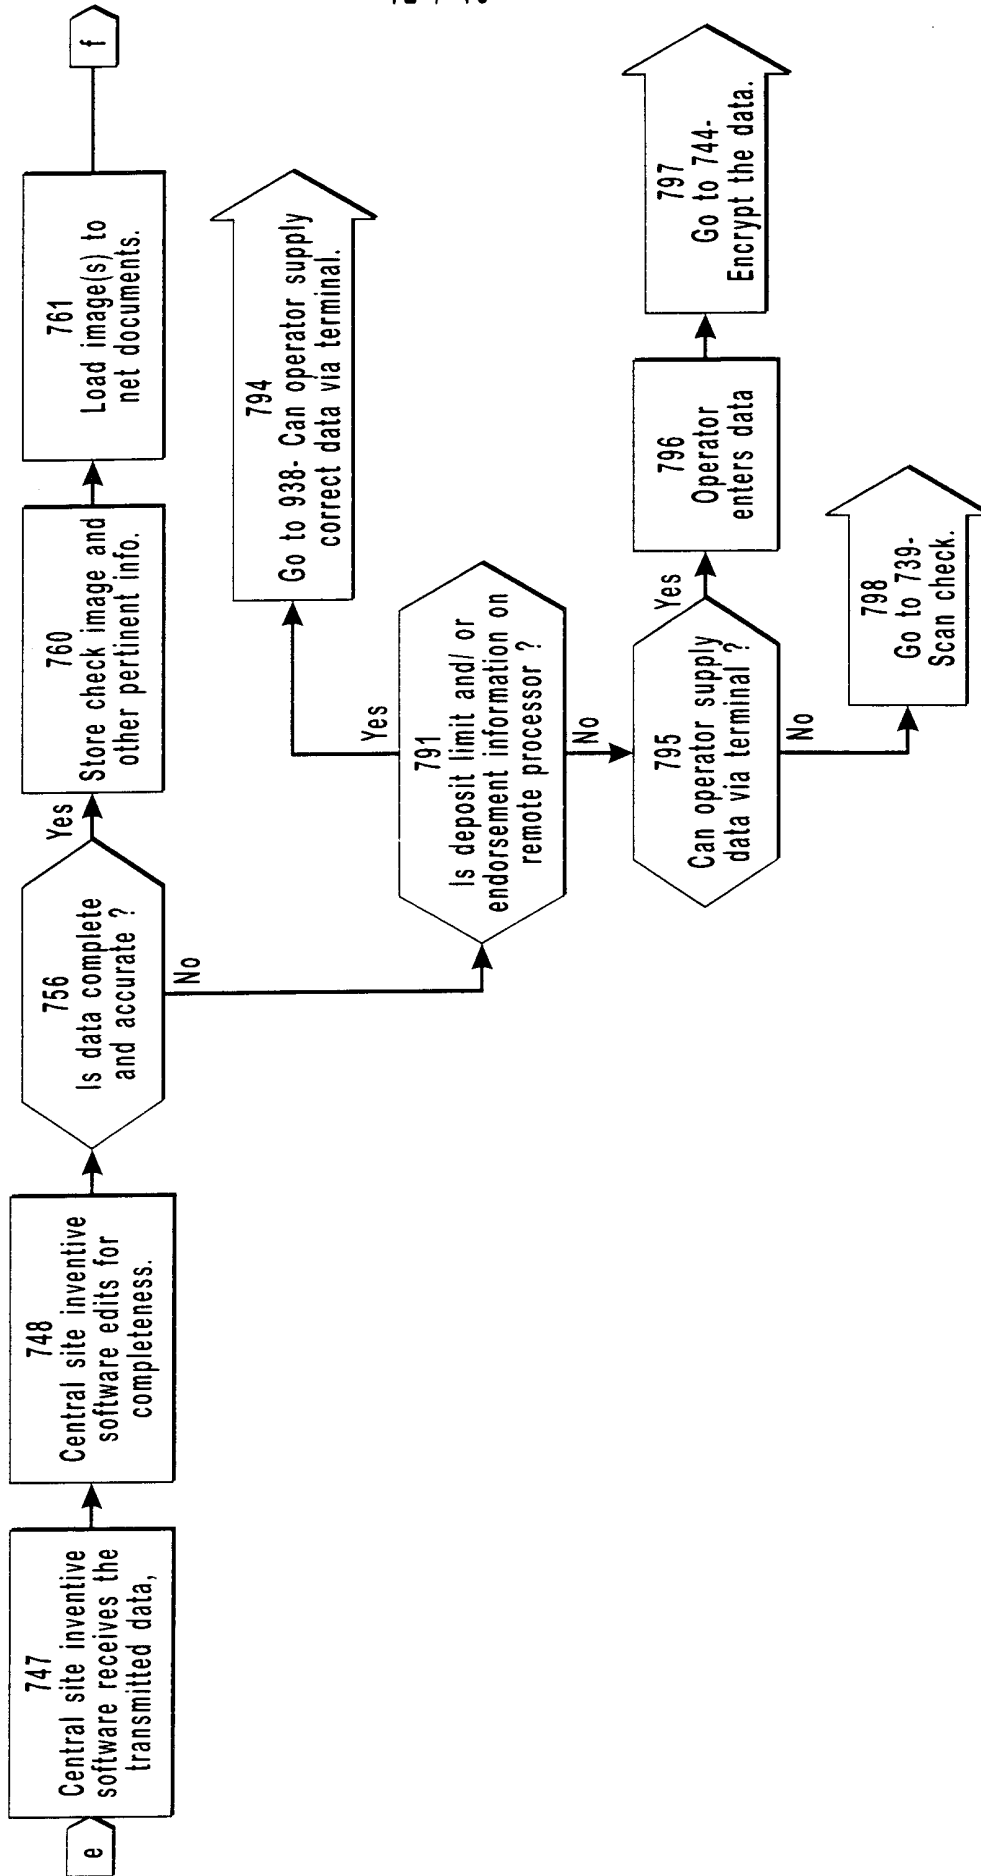 e
747
Central site inventive
software receives the
transmitted data,
748
Central site inventive
software edits for
completeness.
756
Is data complete
and accurate ?
Yes
No
760
Store check image and
other pertinent info.
761
Load image(s) to
net documents.
f
791
Is deposit limit and/ or
endorsement information on
remote processor ?
Yes
No
794
Go to 938- Can operator supply
correct data via terminal.
795
Can operator supply
data via terminal ?
Yes
No
796
Operator
enters data
797
Go to 744-
Encrypt the data.
798
Go to 739-
Scan check.